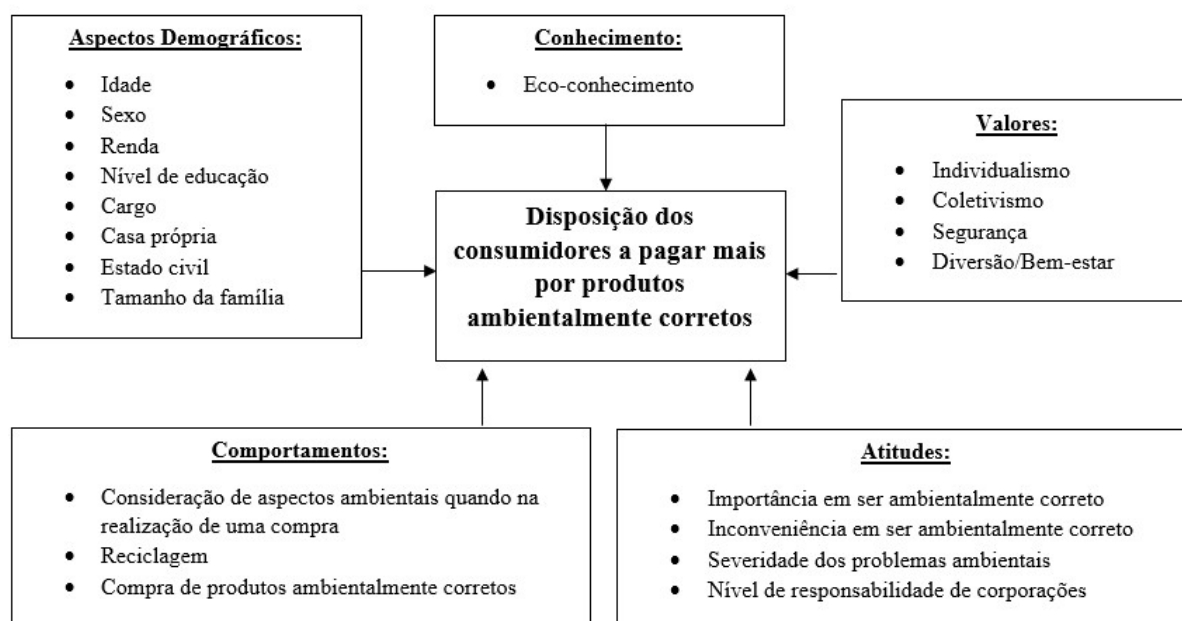 Aspectos Demográficos:
• Idade
• Sexo
• Renda
• Nível de educação
• Cargo
• Casa própria
• Estado civil
• Tamanho da família
Conhecimento:
• Eco-conhecimento
Valores:
• Individualismo
• Coletivismo
• Segurança
• Diversão/Bem-estar
Disposição dos
consumidores a pagar mais
por produtos
ambientalmente corretos
Comportamentos:
• Consideração de aspectos ambientais quando na
realização de uma compra
• Reciclagem
• Compra de produtos ambientalmente corretos
Atitudes:
• Importância em ser ambientalmente correto
• Inconveniência em ser ambientalmente correto
• Severidade dos problemas ambientais
• Nível de responsabilidade de corporações